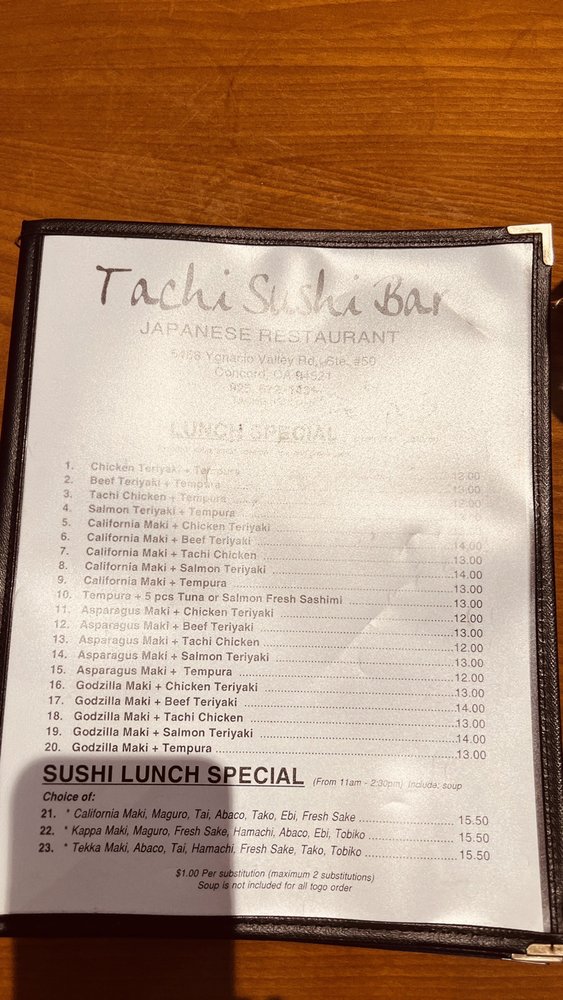 Tachi Sushi Bar
JAPANESE RESTAURANT
Ygnacio Valley Rd., Ste. #50
Concord, CA 94521
LUNCH SPECIAL
1. Chicken Teriyaki + Tempura
2. Beef Teriyaki + Tempura
3. Tachi Chicken + Tempura 12.00
4. Salmon Teriyaki + Tempura
5. California Maki + Chicken Teriyaki
6. California Maki + Beef Teriyaki 14.00
7. California Maki + Tachi Chicken 13.00
8. California Maki + Salmon Teriyaki 14.00
9. California Maki + Tempura 13.00
10. Tempura + 5 pcs Tuna or Salmon Fresh Sashimi 13.00
11. Asparagus Maki + Chicken Teriyaki 12.00
12. Asparagus Maki + Beef Teriyaki 13.00
13. Asparagus Maki + Tachi Chicken 12.00
14. Asparagus Maki + Salmon Teriyaki 13.00
15. Asparagus Maki + Tempura 12.00
16. Godzilla Maki + Chicken Teriyaki 13.00
17. Godzilla Maki + Beef Teriyaki 14.00
18. Godzilla Maki + Tachi Chicken 13.00
19. Godzilla Maki + Salmon Teriyaki 14.00
20. Godzilla Maki + Tempura 13.00
SUSHI LUNCH SPECIAL (From 11am - 2:30pm) Include: soup
Choice of:
21. * California Maki, Maguro, Tai, Abaco, Tako, Ebi, Fresh Sake 15.50
22. * Kappa Maki, Maguro, Fresh Sake, Hamachi, Abaco, Ebi, Tobiko 15.50
23. * Tekka Maki, Abaco, Tai, Hamachi, Fresh Sake, Tako, Tobiko 15.50
$1.00 Per substitution (maximum 2 substitutions)
Soup is not included for all togo order